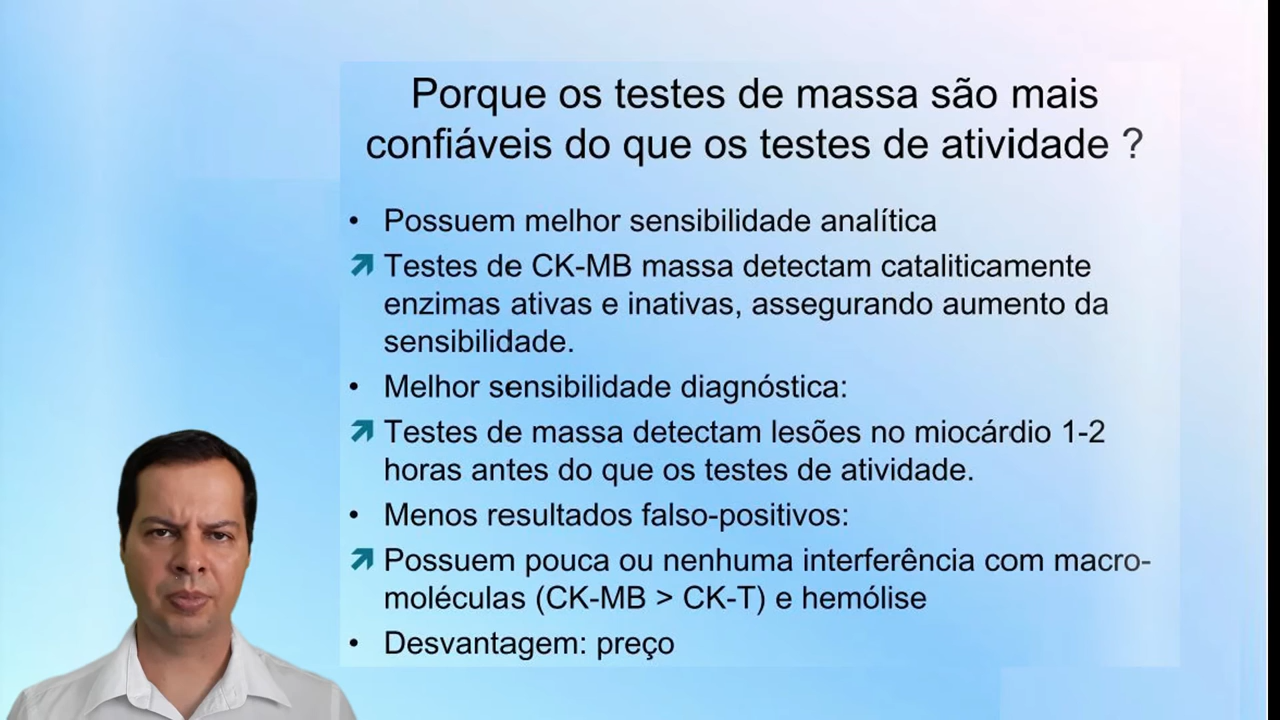 Porque os testes de massa são mais
confiáveis do que os testes de atividade ?
• Possuem melhor sensibilidade analítica
Testes de CK-MB massa detectam cataliticamente
enzimas ativas e inativas, assegurando aumento da
sensibilidade.
• Melhor sensibilidade diagnóstica:
Testes de massa detectam lesões no miocárdio 1-2
horas antes do que os testes de atividade.
• Menos resultados falso-positivos:
Possuem pouca ou nenhuma interferência com macro-
moléculas (CK-MB > CK-T) e hemólise
• Desvantagem: preço